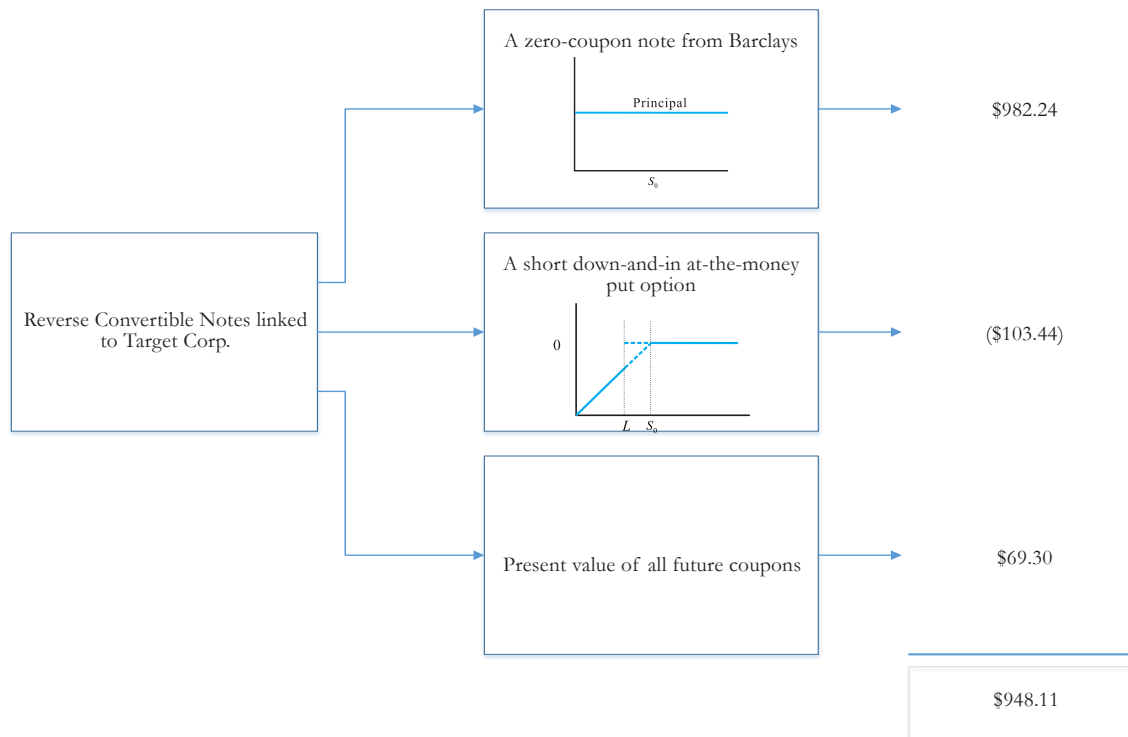 A zero-coupon note from Barclays
Principal
S₀
$982.24
Reverse Convertible Notes linked
to Target Corp.
A short down-and-in at-the-money
put option
0
L S₀
($103.44)
Present value of all future coupons
$69.30
$948.11